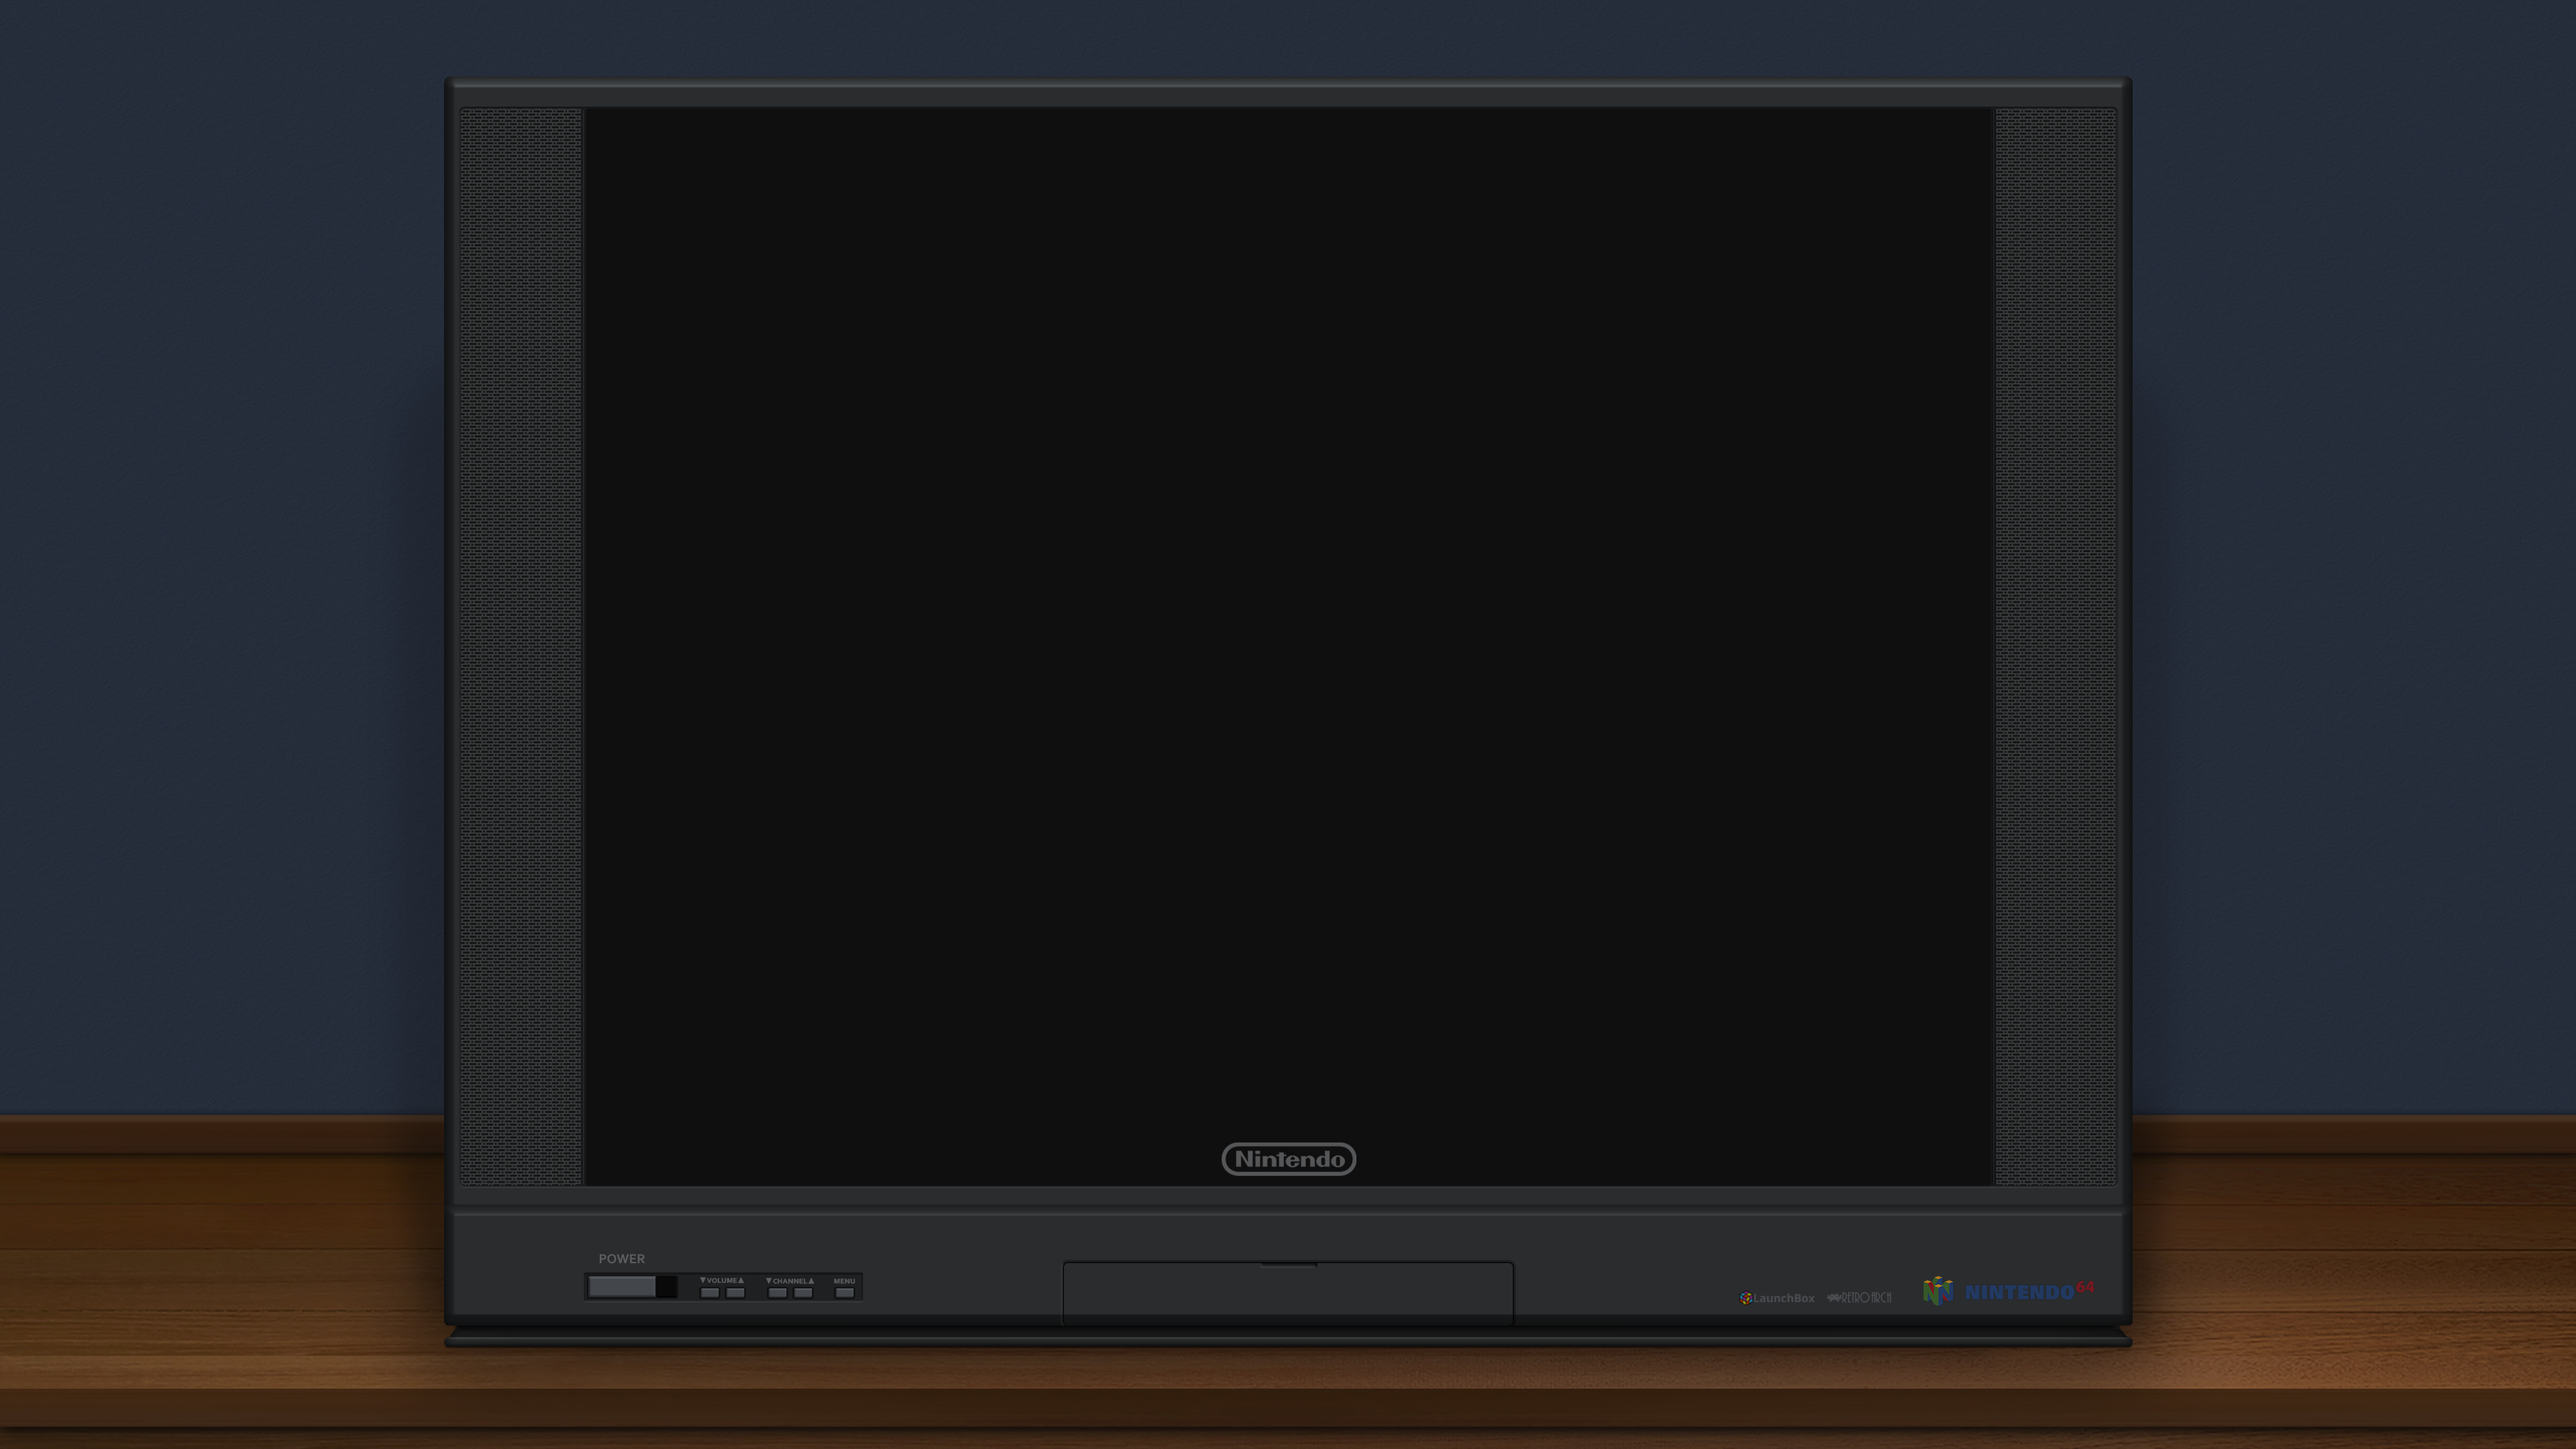 Nintendo
POWER
▼VOLUME▲ ▼CHANNEL▲ MENU
LaunchBox RETROARCH NINTENDO64